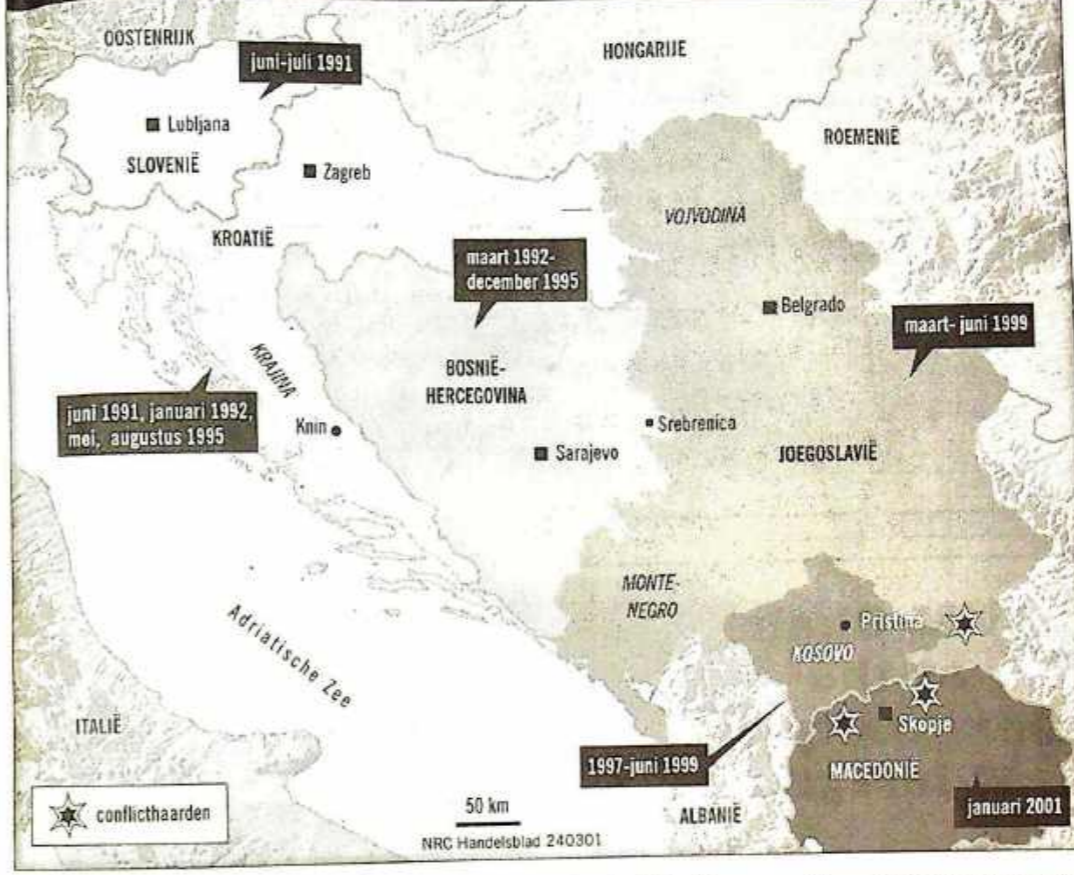 OOSTENRIJK
juni-juli 1991
HONGARIJE
Lubljana
SLOVENIË
Zagreb
ROEMENIË
KROATIË
VOJVODINA
maart 1992-
december 1995
Belgrado
maart- juni 1999
KRAJINA
BOSNIË-
HERCEGOVINA
juni 1991, januari 1992,
mei, augustus 1995
Knin
Srebrenica
Sarajevo
JOEGOSLAVIË
MONTE-
NEGRO
Pristina
KOSOVO
Adriatische Zee
ITALIË
Skopje
1997-juni 1999
MACEDONIË
januari 2001
conflicthaarden
50 km
ALBANIË
NRC Handelsblad 240301